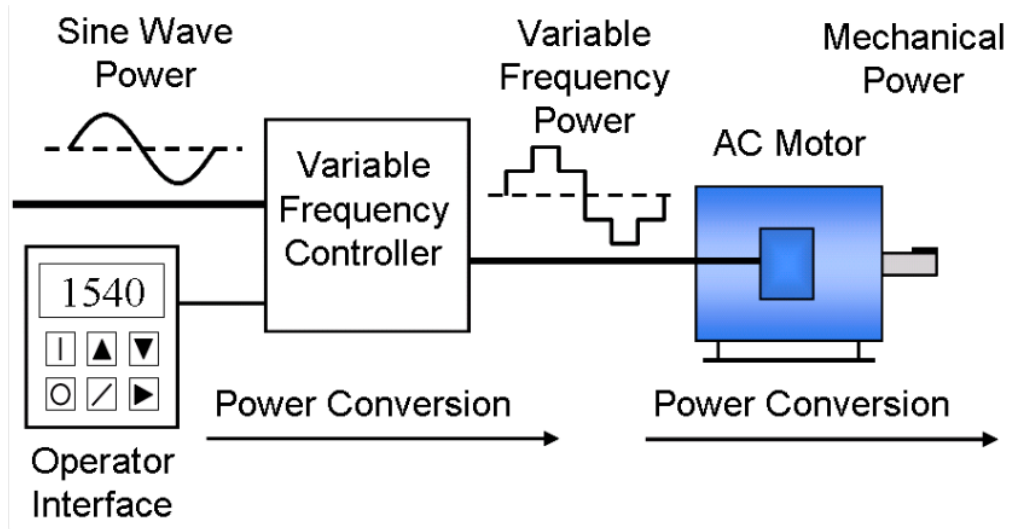 Sine Wave
Power
Variable
Frequency
Power
Mechanical
Power
AC Motor
Variable
Frequency
Controller
1540
Power Conversion
Power Conversion
Operator
Interface